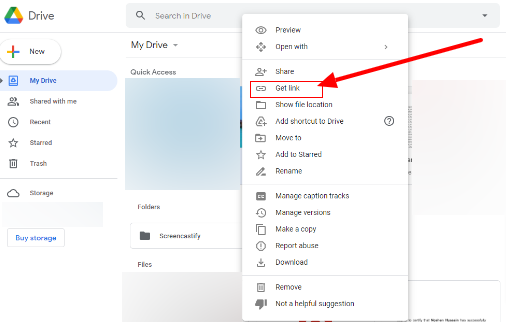 Drive
Search in Drive
New
My Drive
Shared with me
Recent
Starred
Trash
Storage
Buy storage
My Drive
Quick Access
Folders
Screencastify
Files
Preview
Open with
Share
Get link
Show file location
Add shortcut to Drive
Move to
Add to Starred
Rename
Manage caption tracks
Manage versions
Make a copy
Report abuse
Download
Remove
Not a helpful suggestion